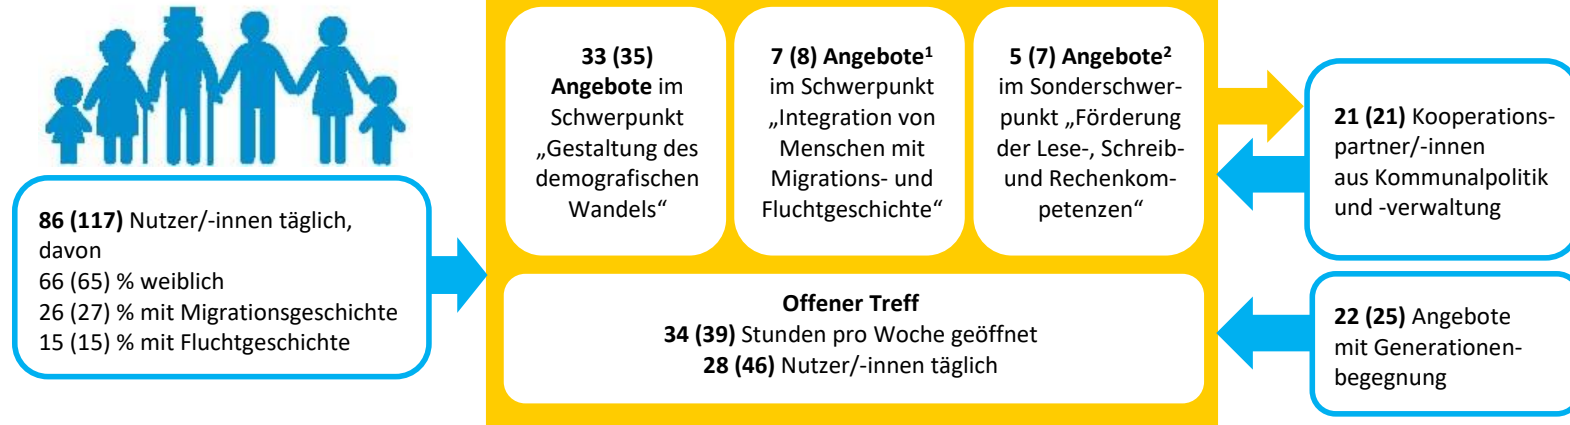 86 (117) Nutzer/-innen täglich,
davon
66 (65) % weiblich
26 (27) % mit Migrationsgeschichte
15 (15) % mit Fluchtgeschichte
33 (35)
Angebote im
Schwerpunkt
„Gestaltung des
demografischen
Wandels“
7 (8) Angebote¹
im Schwerpunkt
„Integration von
Menschen mit
Migrations- und
Fluchtgeschichte“
5 (7) Angebote²
im Sonderschwer-
punkt „Förderung
der Lese-, Schreib-
und Rechenkom-
petenzen“
Offener Treff
34 (39) Stunden pro Woche geöffnet
28 (46) Nutzer/-innen täglich
21 (21) Kooperations-
partner/-innen
aus Kommunalpolitik
und -verwaltung
22 (25) Angebote
mit Generationen-
begegnung